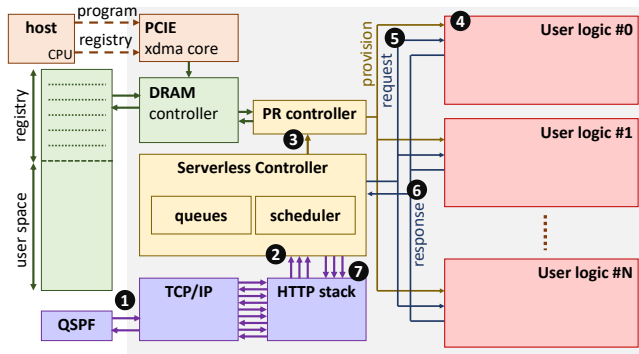 host
CPU
program
registry
PCIE
xdma core
DRAM
controller
PR controller
3
Serverless Controller
queues
scheduler
2
7
TCP/IP
HTTP stack
1
QSPF
registry
user space
provision
request
response
4
5
6
User logic #0
User logic #1
User logic #N